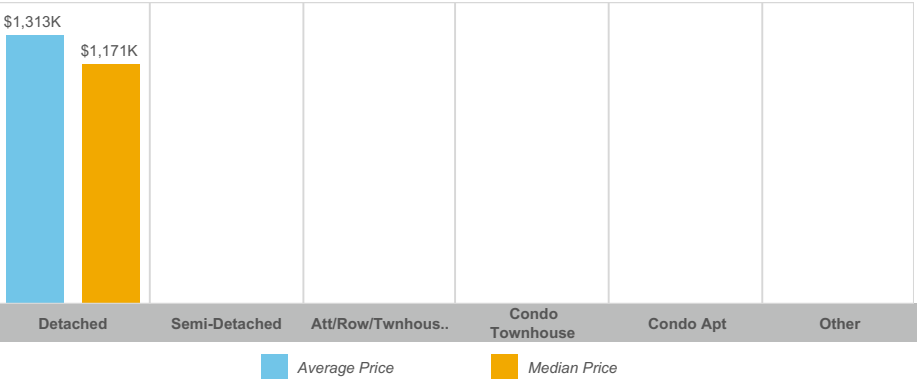 $1,313K
$1,171K
Detached
Semi-Detached
Att/Row/Twnhous..
Condo
Townhouse
Condo Apt
Other
Average Price
Median Price